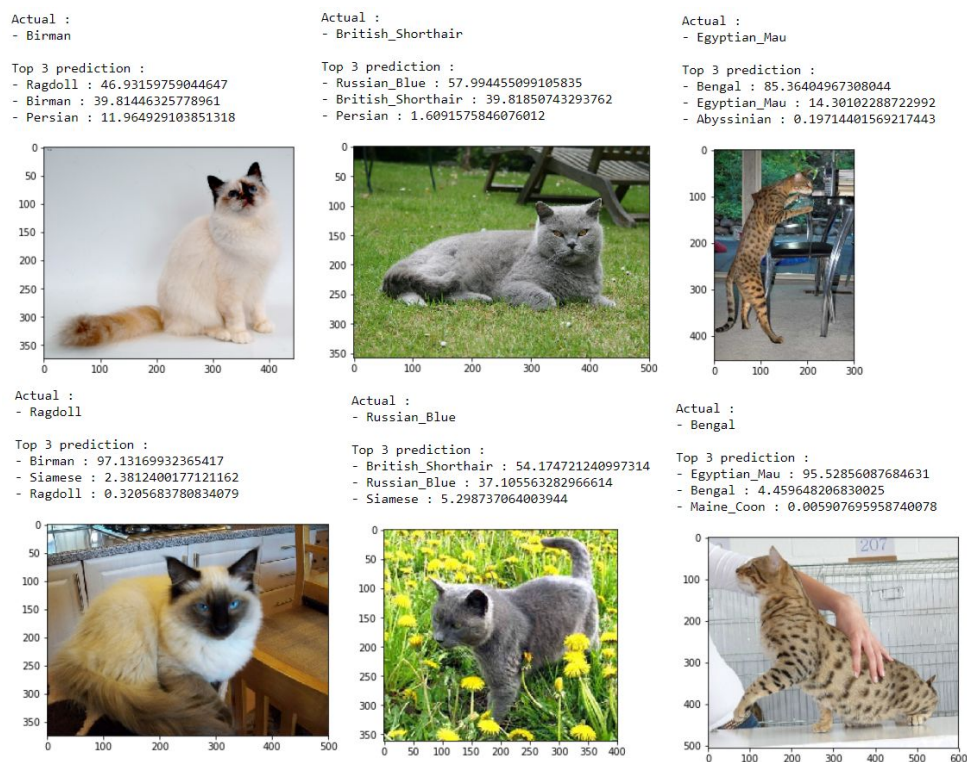 Actual :
- Birman
Top 3 prediction :
- Ragdoll : 46.93159759044647
- Birman : 39.81446325778961
- Persian : 11.964929103851318
0
50
100
150
200
250
300
350
0 100 200 300 400
Actual :
- British_Shorthair
Top 3 prediction :
- Russian_Blue : 57.994455099105835
- British_Shorthair : 39.81850743293762
- Persian : 1.6091575846076012
0
50
100
150
200
250
300
350
0 100 200 300 400 500
Actual :
- Egyptian_Mau
Top 3 prediction :
- Bengal : 85.36404967308044
- Egyptian_Mau : 14.30102288722992
- Abyssinian : 0.19714401569217443
0
100
200
300
400
0 100 200 300
Actual :
- Ragdoll
Top 3 prediction :
- Birman : 97.13169932365417
- Siamese : 2.3812400177121162
- Ragdoll : 0.3205683780834079
0
50
100
150
200
250
300
350
0 100 200 300 400 500
Actual :
- Russian_Blue
Top 3 prediction :
- British_Shorthair : 54.174721240997314
- Russian_Blue : 37.105563282966614
- Siamese : 5.298737064003944
0
50
100
150
200
250
300
350
0 50 100 150 200 250 300 350 400
Actual :
- Bengal
Top 3 prediction :
- Egyptian_Mau : 95.52856087684631
- Bengal : 4.459648206830025
- Maine_Coon : 0.005907695958740078
207
0
100
200
300
400
500
0 100 200 300 400 500 600